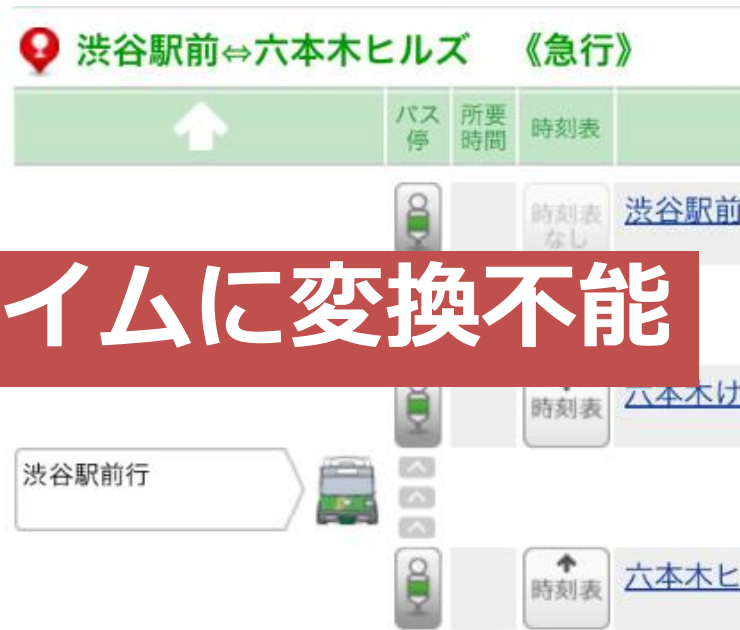 渋谷駅前⇔六本木ヒルズ 《急行》
バス停 所要時間 時刻表
時刻表なし 渋谷駅前
イムに変換不能
時刻表 六本木け
渋谷駅前行
時刻表 六本木ヒ